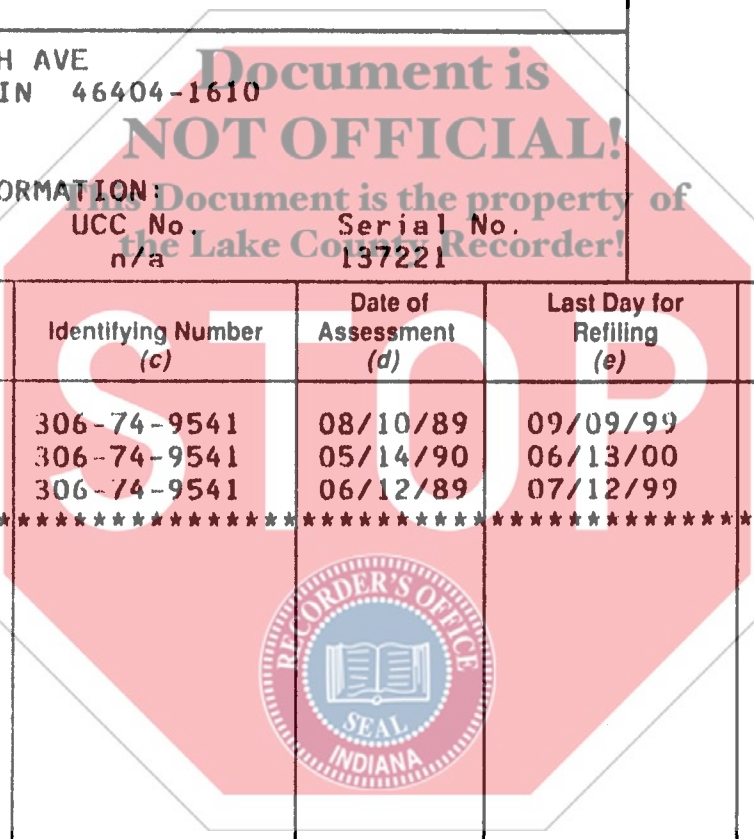 H AVE
IN 46404-1610
Document is
NOT OFFICIAL!
This Document is the property of
the Lake County Recorder!
ORMATION:
UCC No. Serial No.
n/a 137221
Identifying Number (c) Date of Assessment (d) Last Day for Refiling (e)
306-74-9541 08/10/89 09/09/99
306-74-9541 05/14/90 06/13/00
306-74-9541 06/12/89 07/12/99
****************************************
STOP
RECORDER'S OFFICE
SEAL
INDIANA